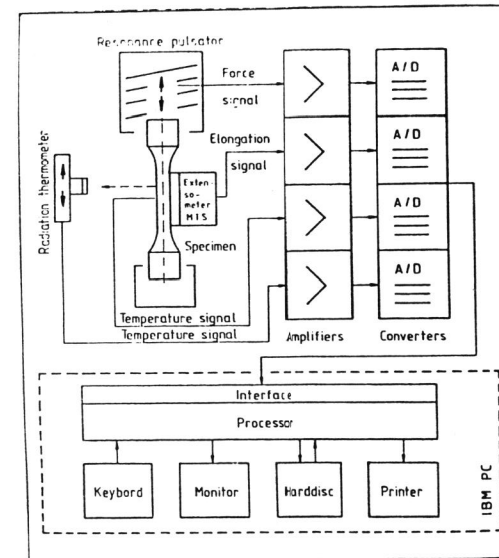 Resonance pulsator
Force
signal
Elongation
signal
Exten-
so-
meter
MTS
Radiation thermometer
Specimen
Temperature signal
Temperature signal
A/D
A/D
A/D
A/D
Amplifiers
Converters
Interface
Processor
Keybord
Monitor
Harddisc
Printer
IBM PC